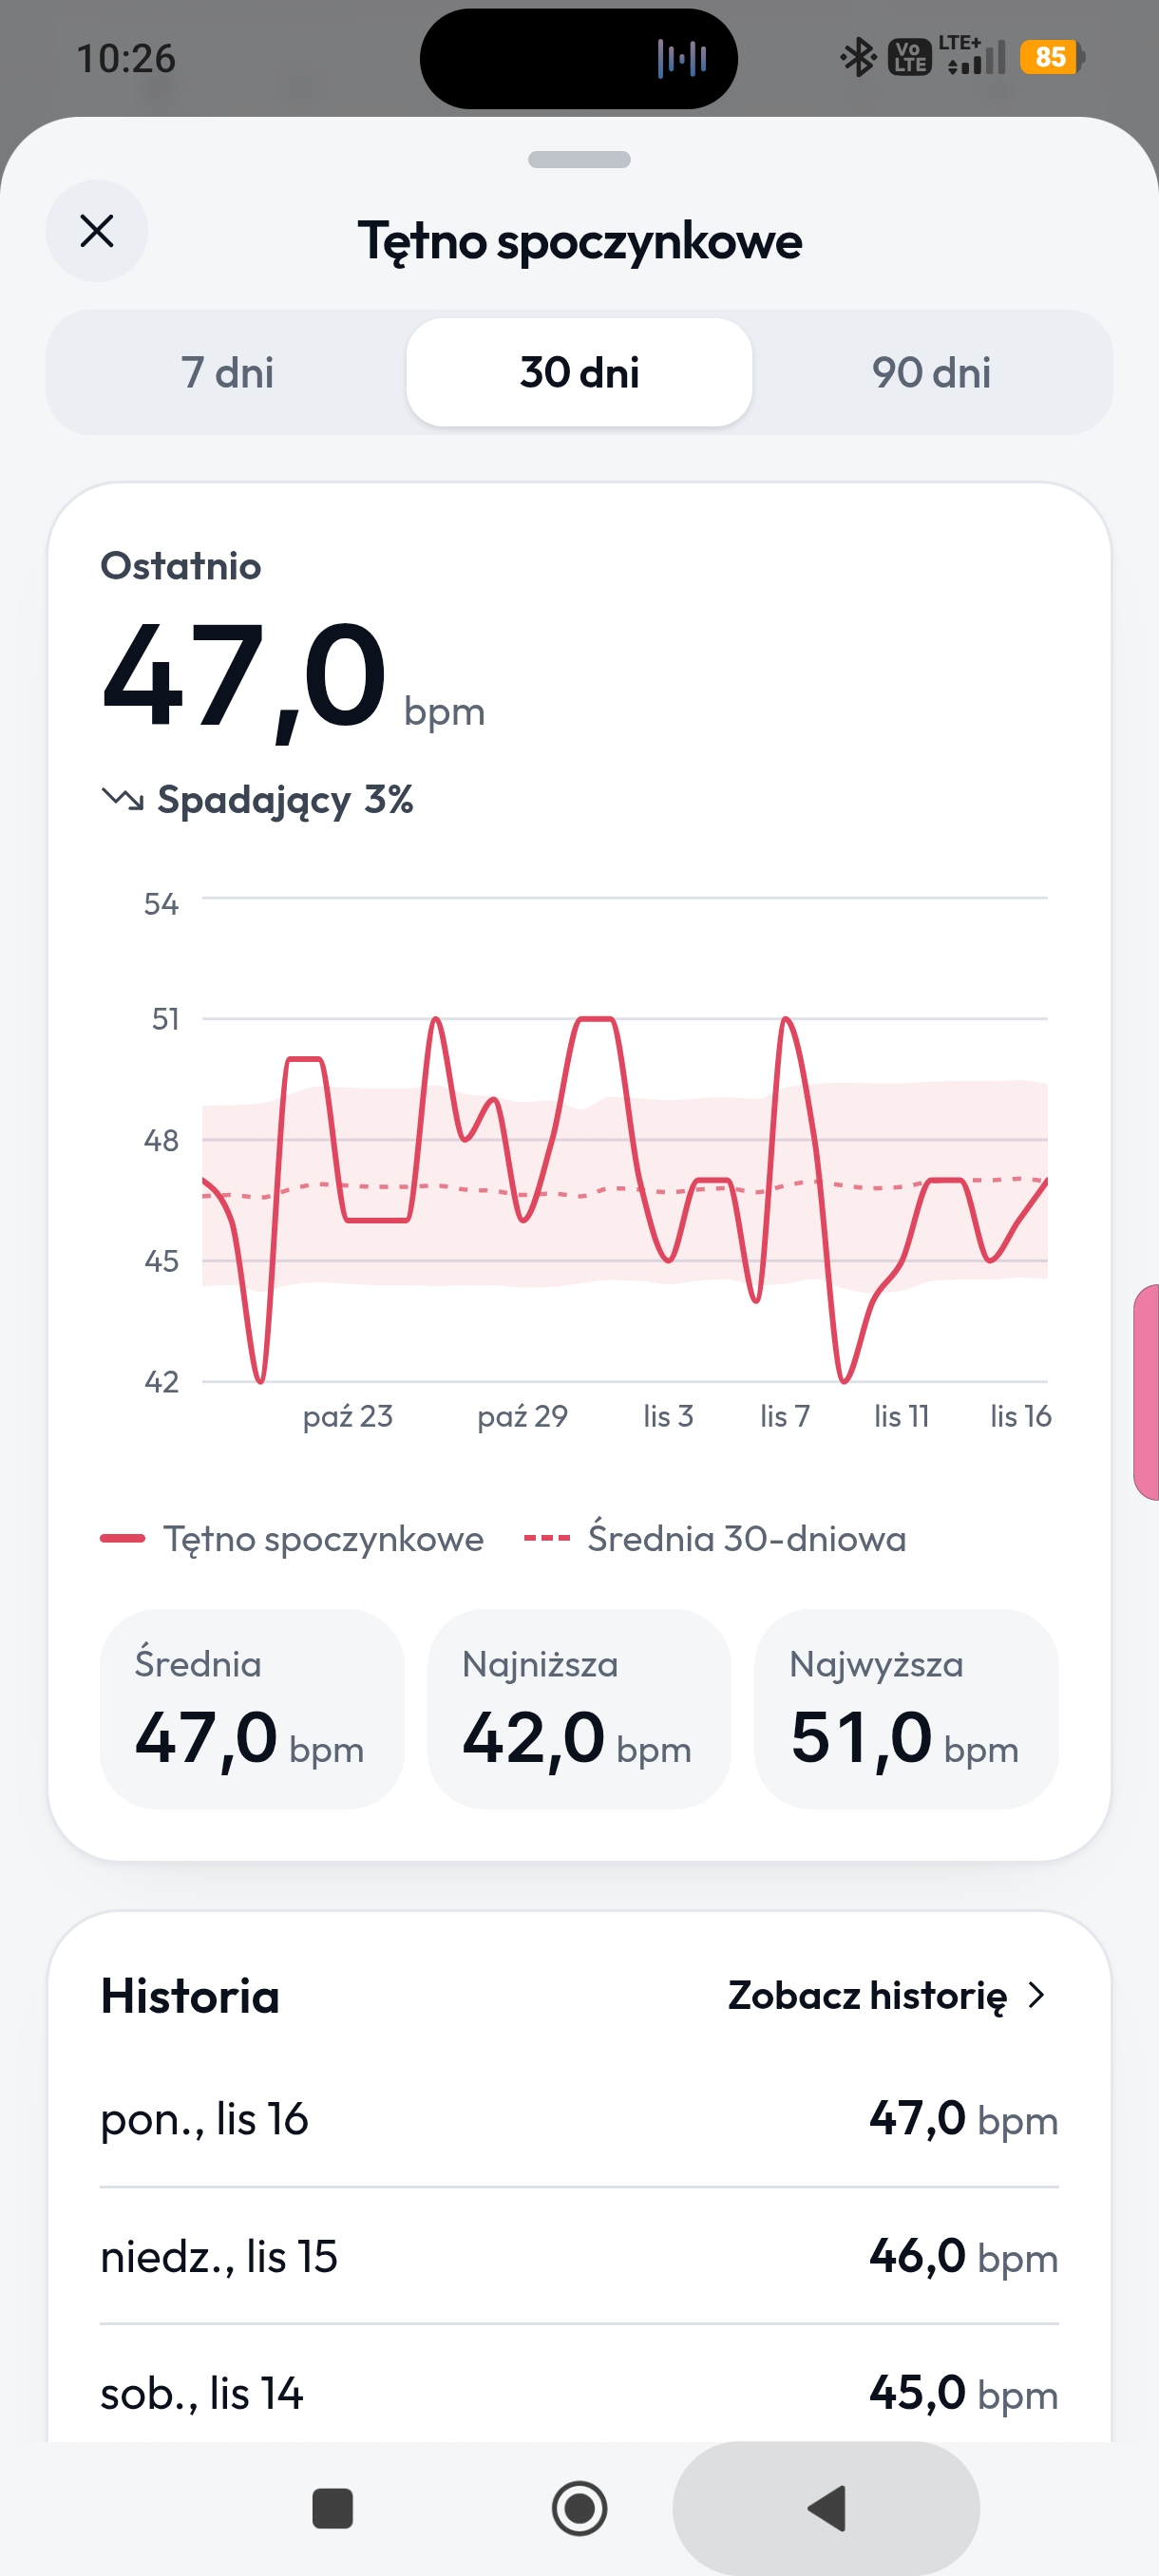 10:26
Vo LTE
LTE+
85
Tętno spoczynkowe
7 dni
30 dni
90 dni
Ostatnio
47,0 bpm
Spadający 3%
54
51
48
45
42
paź 23
paź 29
lis 3
lis 7
lis 11
lis 16
Tętno spoczynkowe
Średnia 30-dniowa
Średnia
47,0 bpm
Najniższa
42,0 bpm
Najwyższa
51,0 bpm
Historia
Zobacz historię
pon., lis 16
47,0 bpm
niedz., lis 15
46,0 bpm
sob., lis 14
45,0 bpm